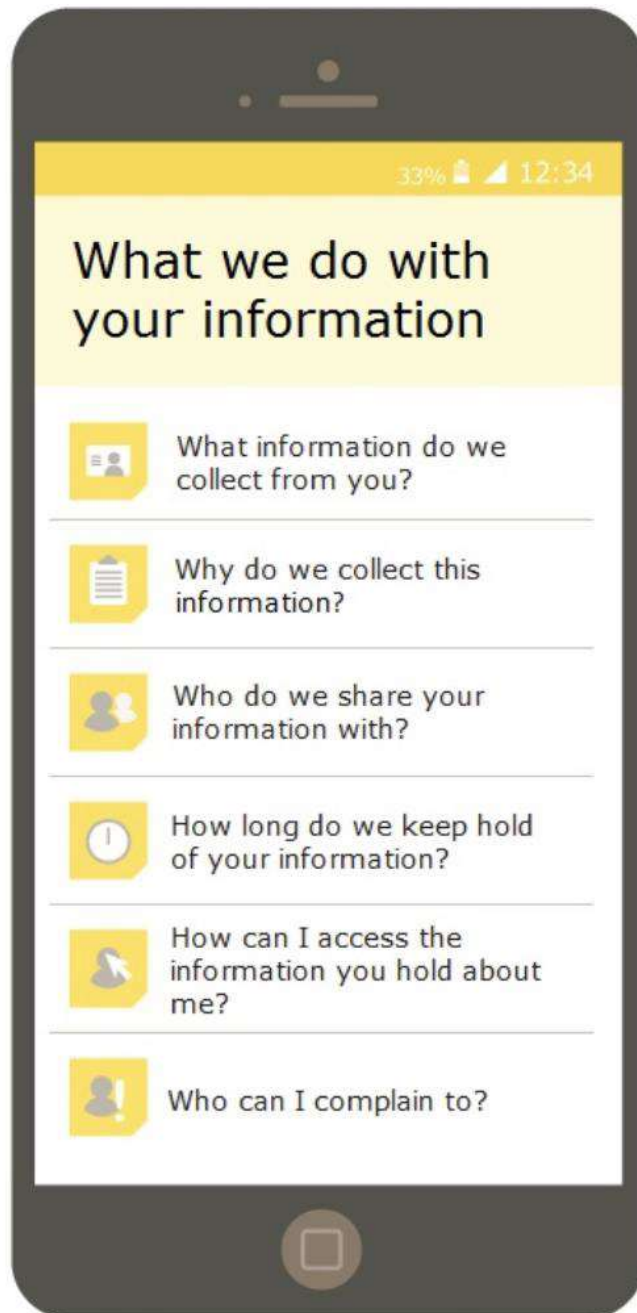 33% 12:34
What we do with
your information
What information do we
collect from you?
Why do we collect this
information?
Who do we share your
information with?
How long do we keep hold
of your information?
How can I access the
information you hold about
me?
Who can I complain to?